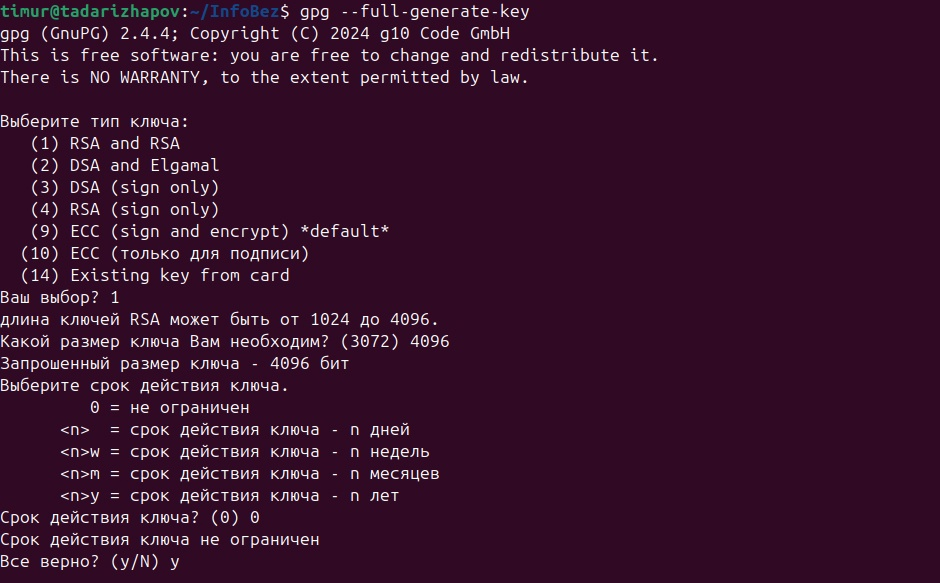 timur@tadarizhapov:~/InfoBez$ gpg --full-generate-key
gpg (GnuPG) 2.4.4; Copyright (C) 2024 g10 Code GmbH
This is free software: you are free to change and redistribute it.
There is NO WARRANTY, to the extent permitted by law.

Выберите тип ключа:
   (1) RSA and RSA
   (2) DSA and Elgamal
   (3) DSA (sign only)
   (4) RSA (sign only)
   (9) ECC (sign and encrypt) *default*
  (10) ECC (только для подписи)
  (14) Existing key from card
Ваш выбор? 1
длина ключей RSA может быть от 1024 до 4096.
Какой размер ключа Вам необходим? (3072) 4096
Запрошенный размер ключа - 4096 бит
Выберите срок действия ключа.
         0 = не ограничен
      <n>  = срок действия ключа - n дней
      <n>w = срок действия ключа - n недель
      <n>m = срок действия ключа - n месяцев
      <n>y = срок действия ключа - n лет
Срок действия ключа? (0) 0
Срок действия ключа не ограничен
Все верно? (y/N) y